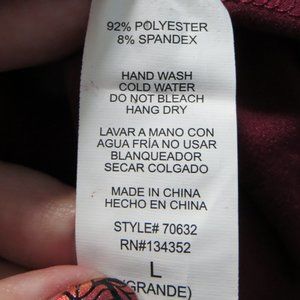 92% POLYESTER
8% SPANDEX
HAND WASH
COLD WATER
DO NOT BLEACH
HANG DRY
LAVAR A MANO CON
AGUA FRÍA NO USAR
BLANQUEADOR
SECAR COLGADO
MADE IN CHINA
HECHO EN CHINA
STYLE# 70632
RN#134352
L
(GRANDE)